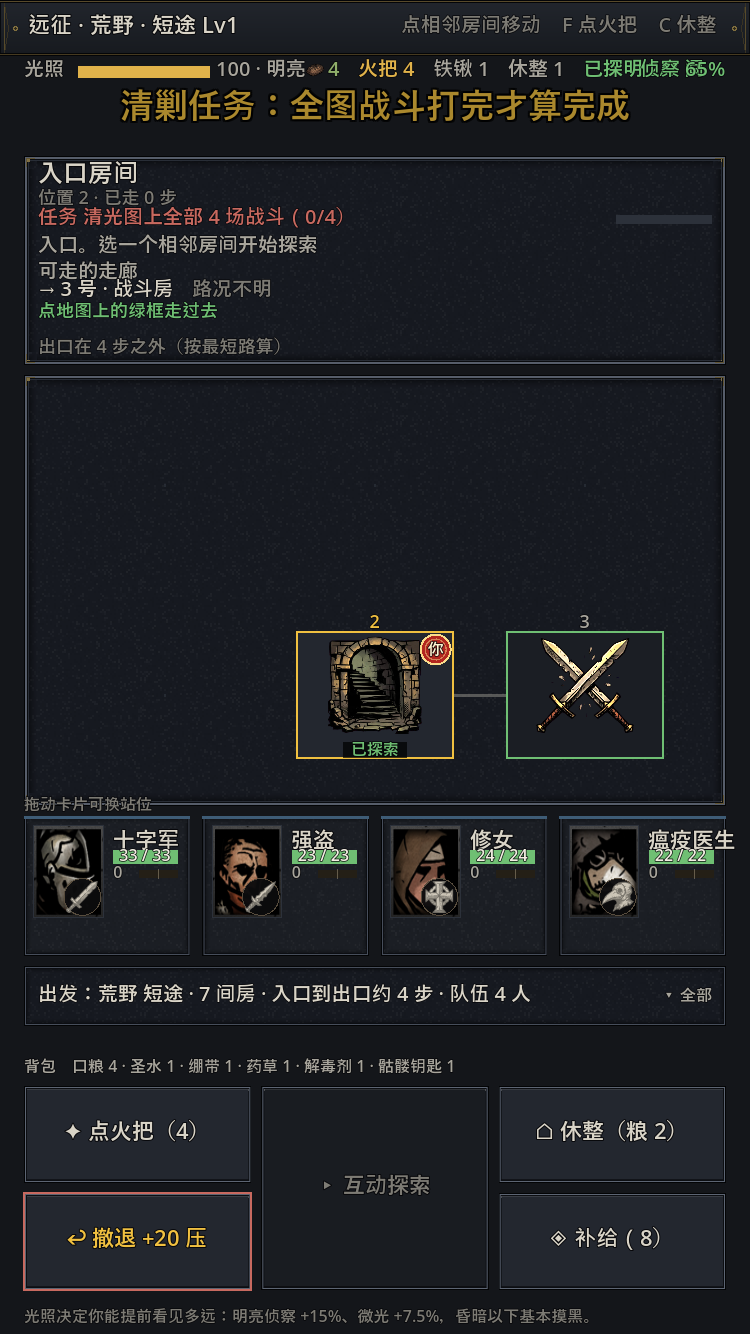 远征 · 荒野 · 短途 Lv1 点相邻房间移动 F 点火把 C 休整
光照 100 · 明亮 4 火把 4 铁锹 1 休整 1 已探明侦察 65%
清剿任务：全图战斗打完才算完成
入口房间
位置 2 · 已走 0 步
任务 清光图上全部 4 场战斗 ( 0/4)
入口。选一个相邻房间开始探索
可走的走廊
→ 3 号 · 战斗房 路况不明
点地图上的绿框走过去
出口在 4 步之外（按最短路算）
2 3
你
已探索
拖动卡片可换站位
十字军 强盗 修女 瘟疫医生
33 / 33 23 / 23 24 / 24 22 / 22
0 0 0 0
出发：荒野 短途 · 7 间房 · 入口到出口约 4 步 · 队伍 4 人 ▾ 全部
背包 口粮 4 · 圣水 1 · 绷带 1 · 药草 1 · 解毒剂 1 · 骷髅钥匙 1
✦ 点火把（4） ▸ 互动探索 ⌂ 休整（粮 2）
↩ 撤退 +20 压 ◈ 补给 ( 8）
光照决定你能提前看见多远：明亮侦察 +15%、微光 +7.5%，昏暗以下基本摸黑。